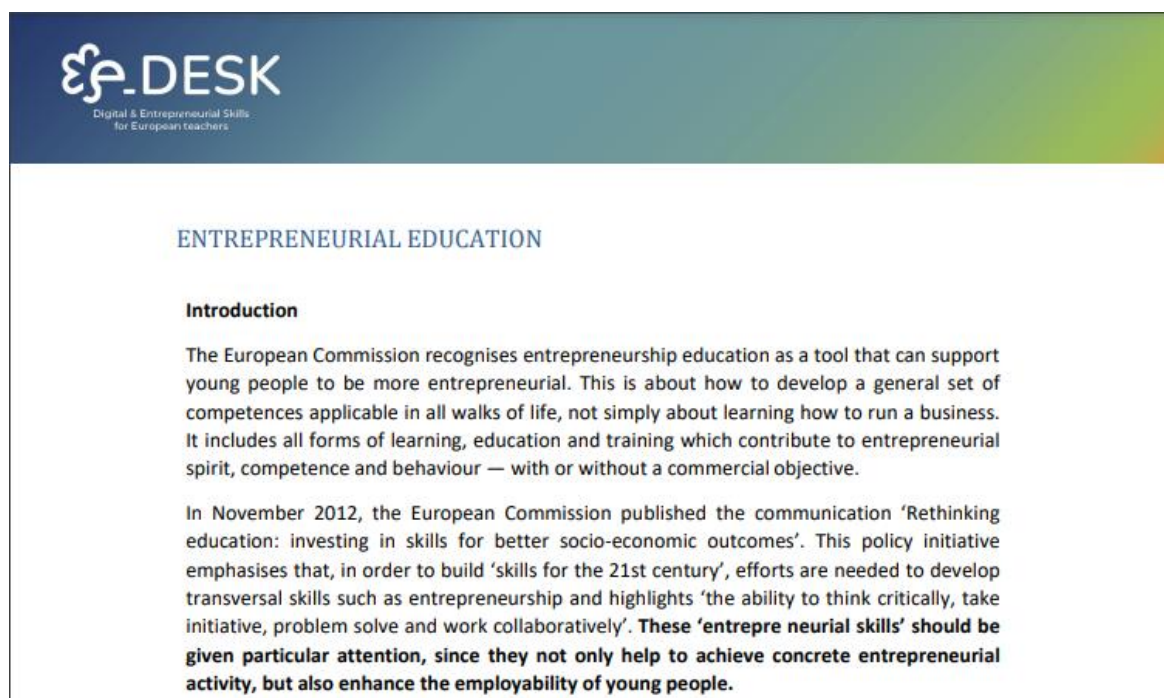 e-DESK
Digital & Entrepreneurial Skills
for European teachers
ENTREPRENEURIAL EDUCATION
Introduction
The European Commission recognises entrepreneurship education as a tool that can support
young people to be more entrepreneurial. This is about how to develop a general set of
competences applicable in all walks of life, not simply about learning how to run a business.
It includes all forms of learning, education and training which contribute to entrepreneurial
spirit, competence and behaviour — with or without a commercial objective.
In November 2012, the European Commission published the communication ‘Rethinking
education: investing in skills for better socio-economic outcomes’. This policy initiative
emphasises that, in order to build ‘skills for the 21st century’, efforts are needed to develop
transversal skills such as entrepreneurship and highlights ‘the ability to think critically, take
initiative, problem solve and work collaboratively’. These ‘entrepre neurial skills’ should be
given particular attention, since they not only help to achieve concrete entrepreneurial
activity, but also enhance the employability of young people.